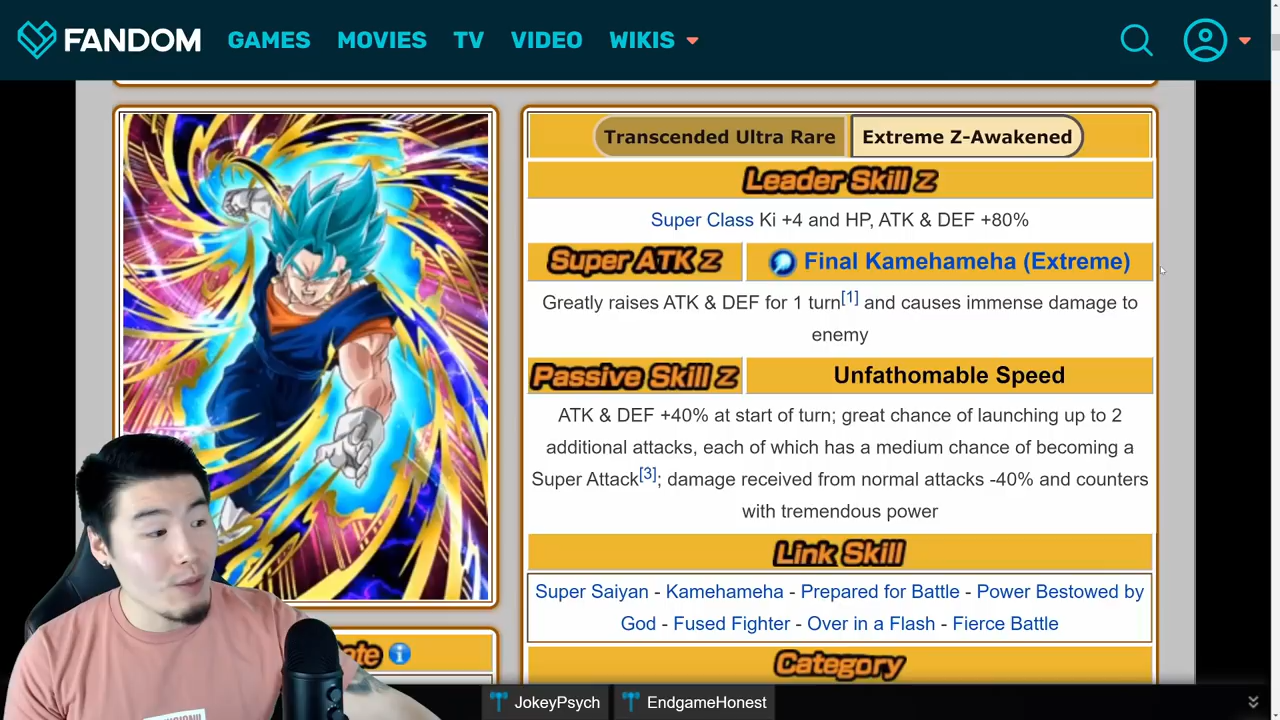 FANDOM GAMES MOVIES TV VIDEO WIKIS
Transcended Ultra Rare Extreme Z-Awakened
Leader Skill Z
Super Class Ki +4 and HP, ATK & DEF +80%
Super ATK Z Final Kamehameha (Extreme)
Greatly raises ATK & DEF for 1 turn[1] and causes immense damage to
enemy
Passive Skill Z Unfathomable Speed
ATK & DEF +40% at start of turn; great chance of launching up to 2
additional attacks, each of which has a medium chance of becoming a
Super Attack[3]; damage received from normal attacks -40% and counters
with tremendous power
Link Skill
Super Saiyan - Kamehameha - Prepared for Battle - Power Bestowed by
God - Fused Fighter - Over in a Flash - Fierce Battle
Category
JokeyPsych EndgameHonest